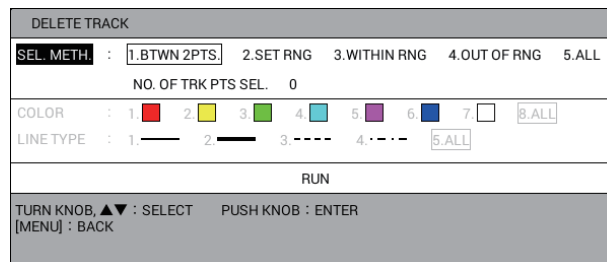 DELETE TRACK
SEL. METH. : 1.BTWN 2PTS. 2.SET RNG 3.WITHIN RNG 4.OUT OF RNG 5.ALL
NO. OF TRK PTS SEL. 0
COLOR : 1. 2. 3. 4. 5. 6. 7. 8.ALL
LINE TYPE : 1. 2. 3. 4. 5.ALL
RUN
TURN KNOB, ▲▼ : SELECT PUSH KNOB : ENTER
[MENU] : BACK